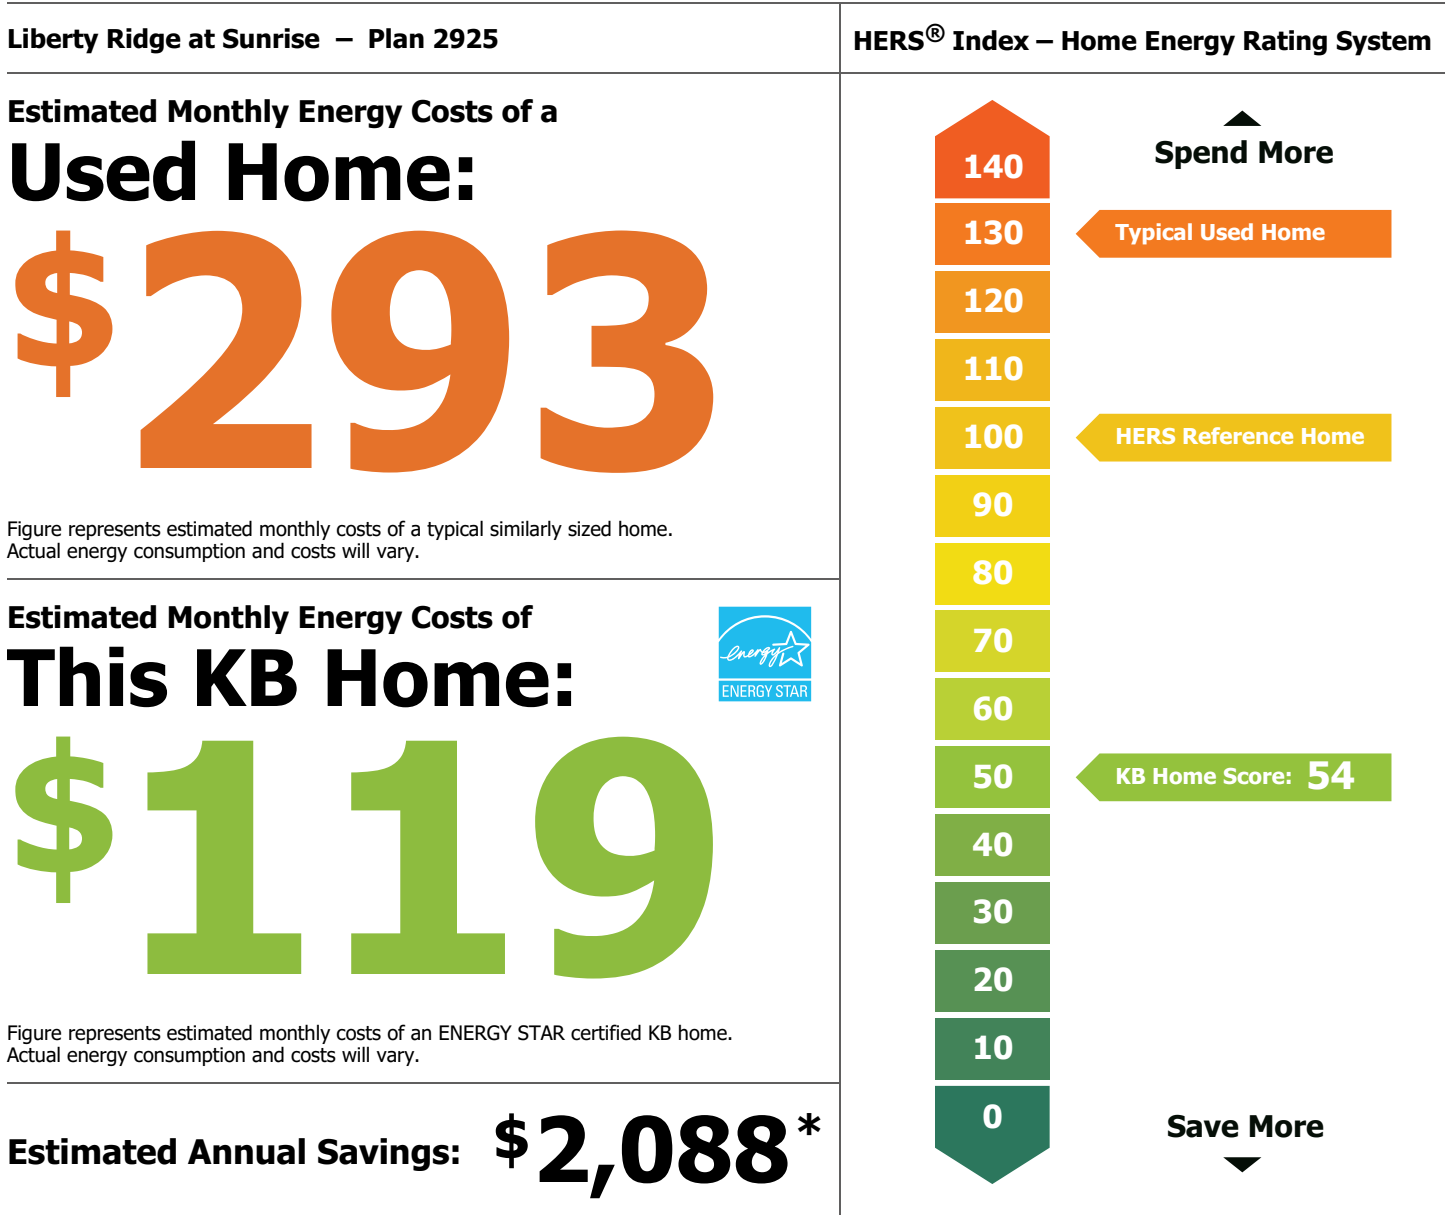 Liberty Ridge at Sunrise – Plan 2925
Estimated Monthly Energy Costs of a
Used Home:
$293
Figure represents estimated monthly costs of a typical similarly sized home.
Actual energy consumption and costs will vary.
Estimated Monthly Energy Costs of
This KB Home:
energy
ENERGY STAR
$119
Figure represents estimated monthly costs of an ENERGY STAR certified KB home.
Actual energy consumption and costs will vary.
Estimated Annual Savings: $2,088*
HERS® Index – Home Energy Rating System
Spend More
140
130 Typical Used Home
120
110
100 HERS Reference Home
90
80
70
60
50 KB Home Score: 54
40
30
20
10
0
Save More